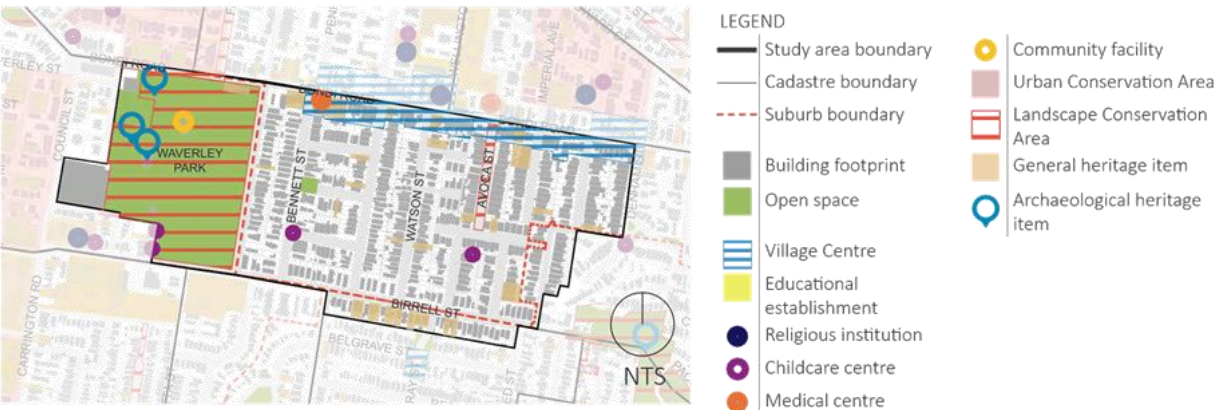 BONDI ROAD
WAVERLEY
PARK
COUNCIL ST
BENNETT ST
WATSON ST
AVOCA ST
IMPERIAL AVE
BIRRELL ST
BELGRAVE ST
CARRINGTON RD
NTS
LEGEND
Study area boundary
Cadastre boundary
Suburb boundary
Building footprint
Open space
Village Centre
Educational
establishment
Religious institution
Childcare centre
Medical centre
Community facility
Urban Conservation Area
Landscape Conservation
Area
General heritage item
Archaeological heritage
item